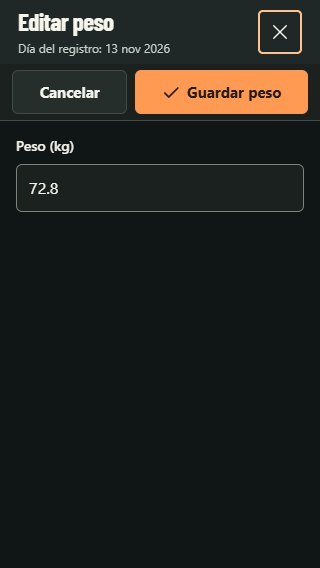 Editar peso
Día del registro: 13 nov 2026
Cancelar
Guardar peso
Peso (kg)
72.8